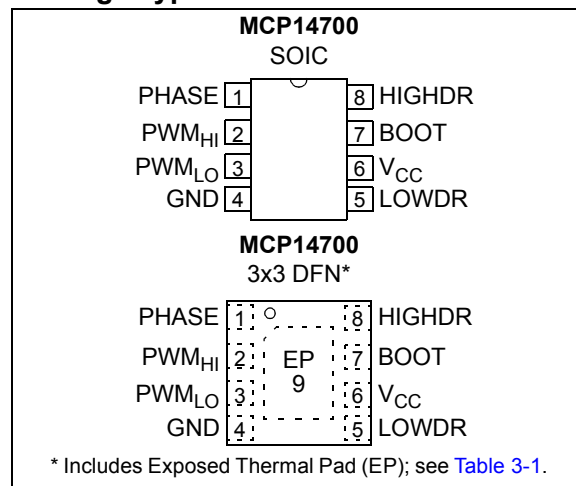 MCP14700
SOIC
PHASE 1 8 HIGHDR
PWMHI 2 7 BOOT
PWMLO 3 6 VCC
GND 4 5 LOWDR
MCP14700
3x3 DFN*
PHASE 1 8 HIGHDR
PWMHI 2 EP 7 BOOT
9
PWMLO 3 6 VCC
GND 4 5 LOWDR
* Includes Exposed Thermal Pad (EP); see Table 3-1.